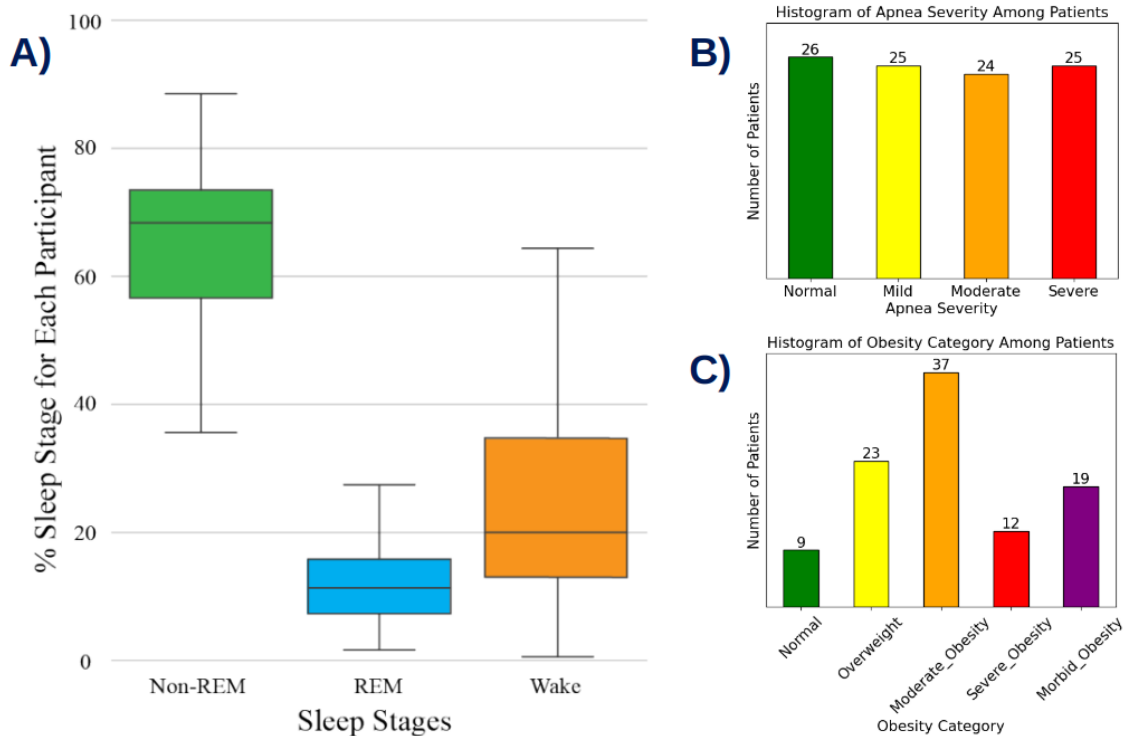 A)
% Sleep Stage for Each Participant
100
80
60
40
20
0
Non-REM REM Wake
Sleep Stages
B)
Histogram of Apnea Severity Among Patients
Number of Patients
26 25 24 25
Normal Mild Moderate Severe
Apnea Severity
C)
Histogram of Obesity Category Among Patients
Number of Patients
9 23 37 12 19
Normal Overweight Moderate_Obesity Severe_Obesity Morbid_Obesity
Obesity Category